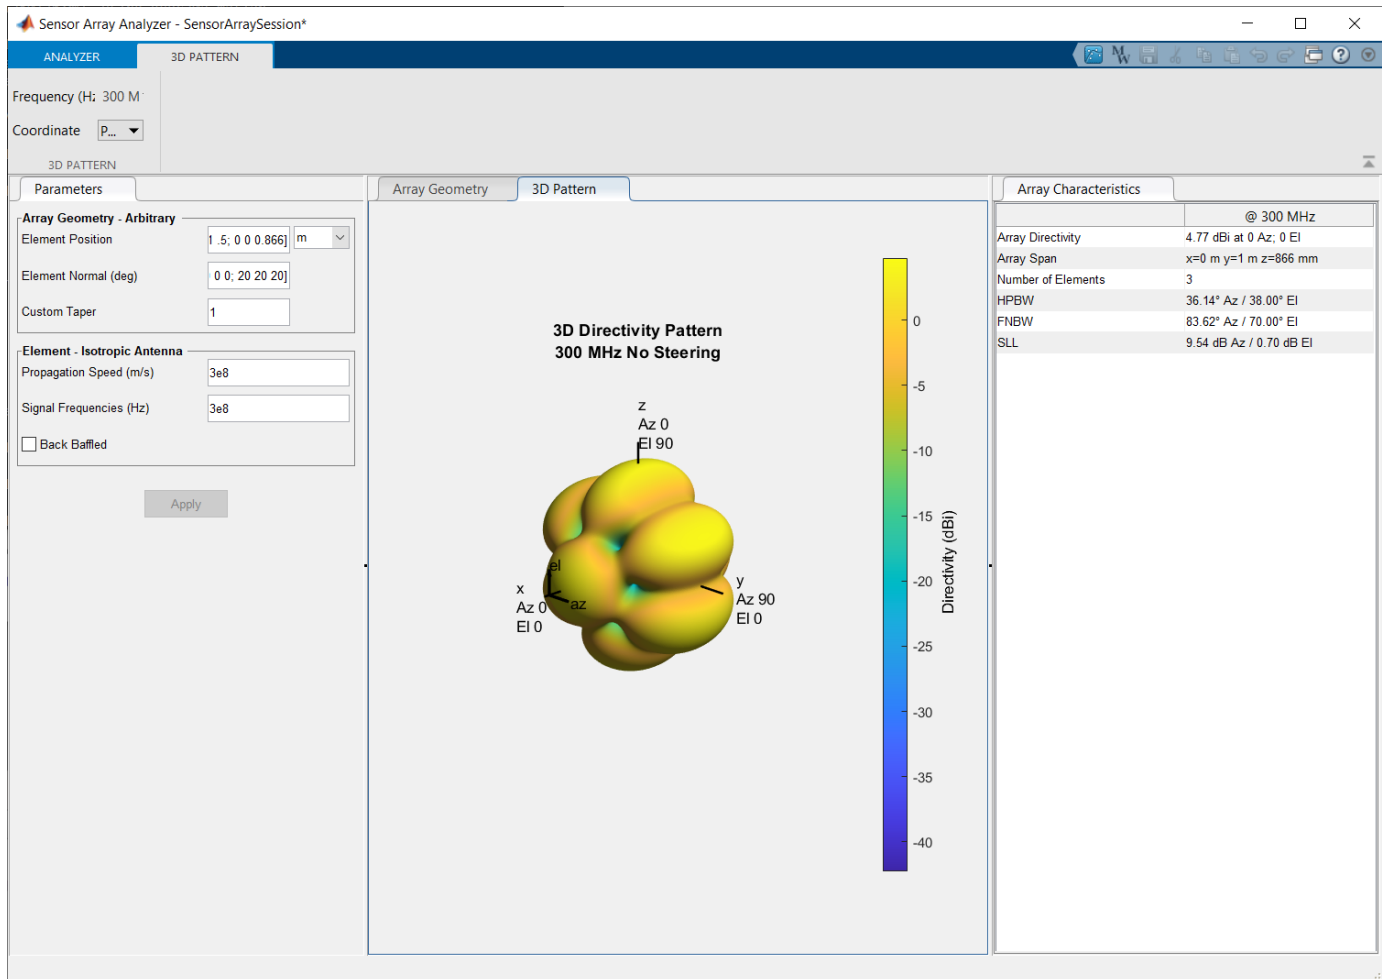 Sensor Array Analyzer - SensorArraySession*
ANALYZER
3D PATTERN
Frequency (Hz 300 M
Coordinate P...
3D PATTERN
Parameters
Array Geometry - Arbitrary
Element Position 1 .5; 0 0 0.866] m
Element Normal (deg) 0 0; 20 20 20]
Custom Taper 1
Element - Isotropic Antenna
Propagation Speed (m/s) 3e8
Signal Frequencies (Hz) 3e8
Back Baffled
Apply
Array Geometry
3D Pattern
3D Directivity Pattern
300 MHz No Steering
z
Az 0
El 90
el
az
x
Az 0
El 0
y
Az 90
El 0
0
-5
-10
-15
-20
-25
-30
-35
-40
Directivity (dBi)
Array Characteristics
@ 300 MHz
Array Directivity 4.77 dBi at 0 Az; 0 El
Array Span x=0 m y=1 m z=866 mm
Number of Elements 3
HPBW 36.14° Az / 38.00° El
FNBW 83.62° Az / 70.00° El
SLL 9.54 dB Az / 0.70 dB El